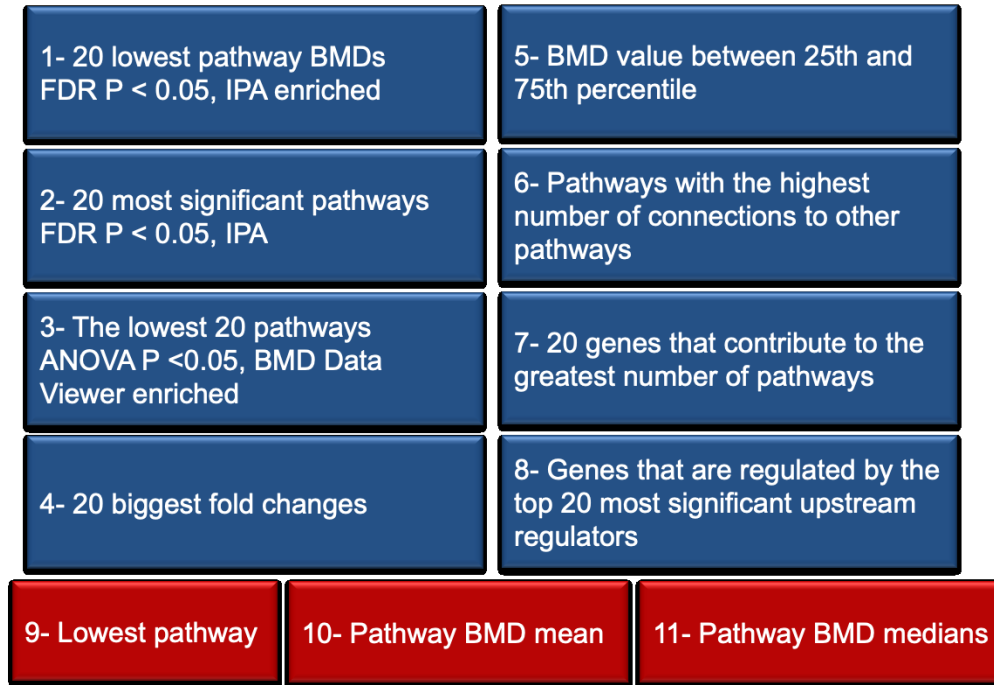 1- 20 lowest pathway BMDs
FDR P < 0.05, IPA enriched
2- 20 most significant pathways
FDR P < 0.05, IPA
3- The lowest 20 pathways
ANOVA P <0.05, BMD Data
Viewer enriched
4- 20 biggest fold changes
5- BMD value between 25th and
75th percentile
6- Pathways with the highest
number of connections to other
pathways
7- 20 genes that contribute to the
greatest number of pathways
8- Genes that are regulated by the
top 20 most significant upstream
regulators
9- Lowest pathway
10- Pathway BMD mean
11- Pathway BMD medians